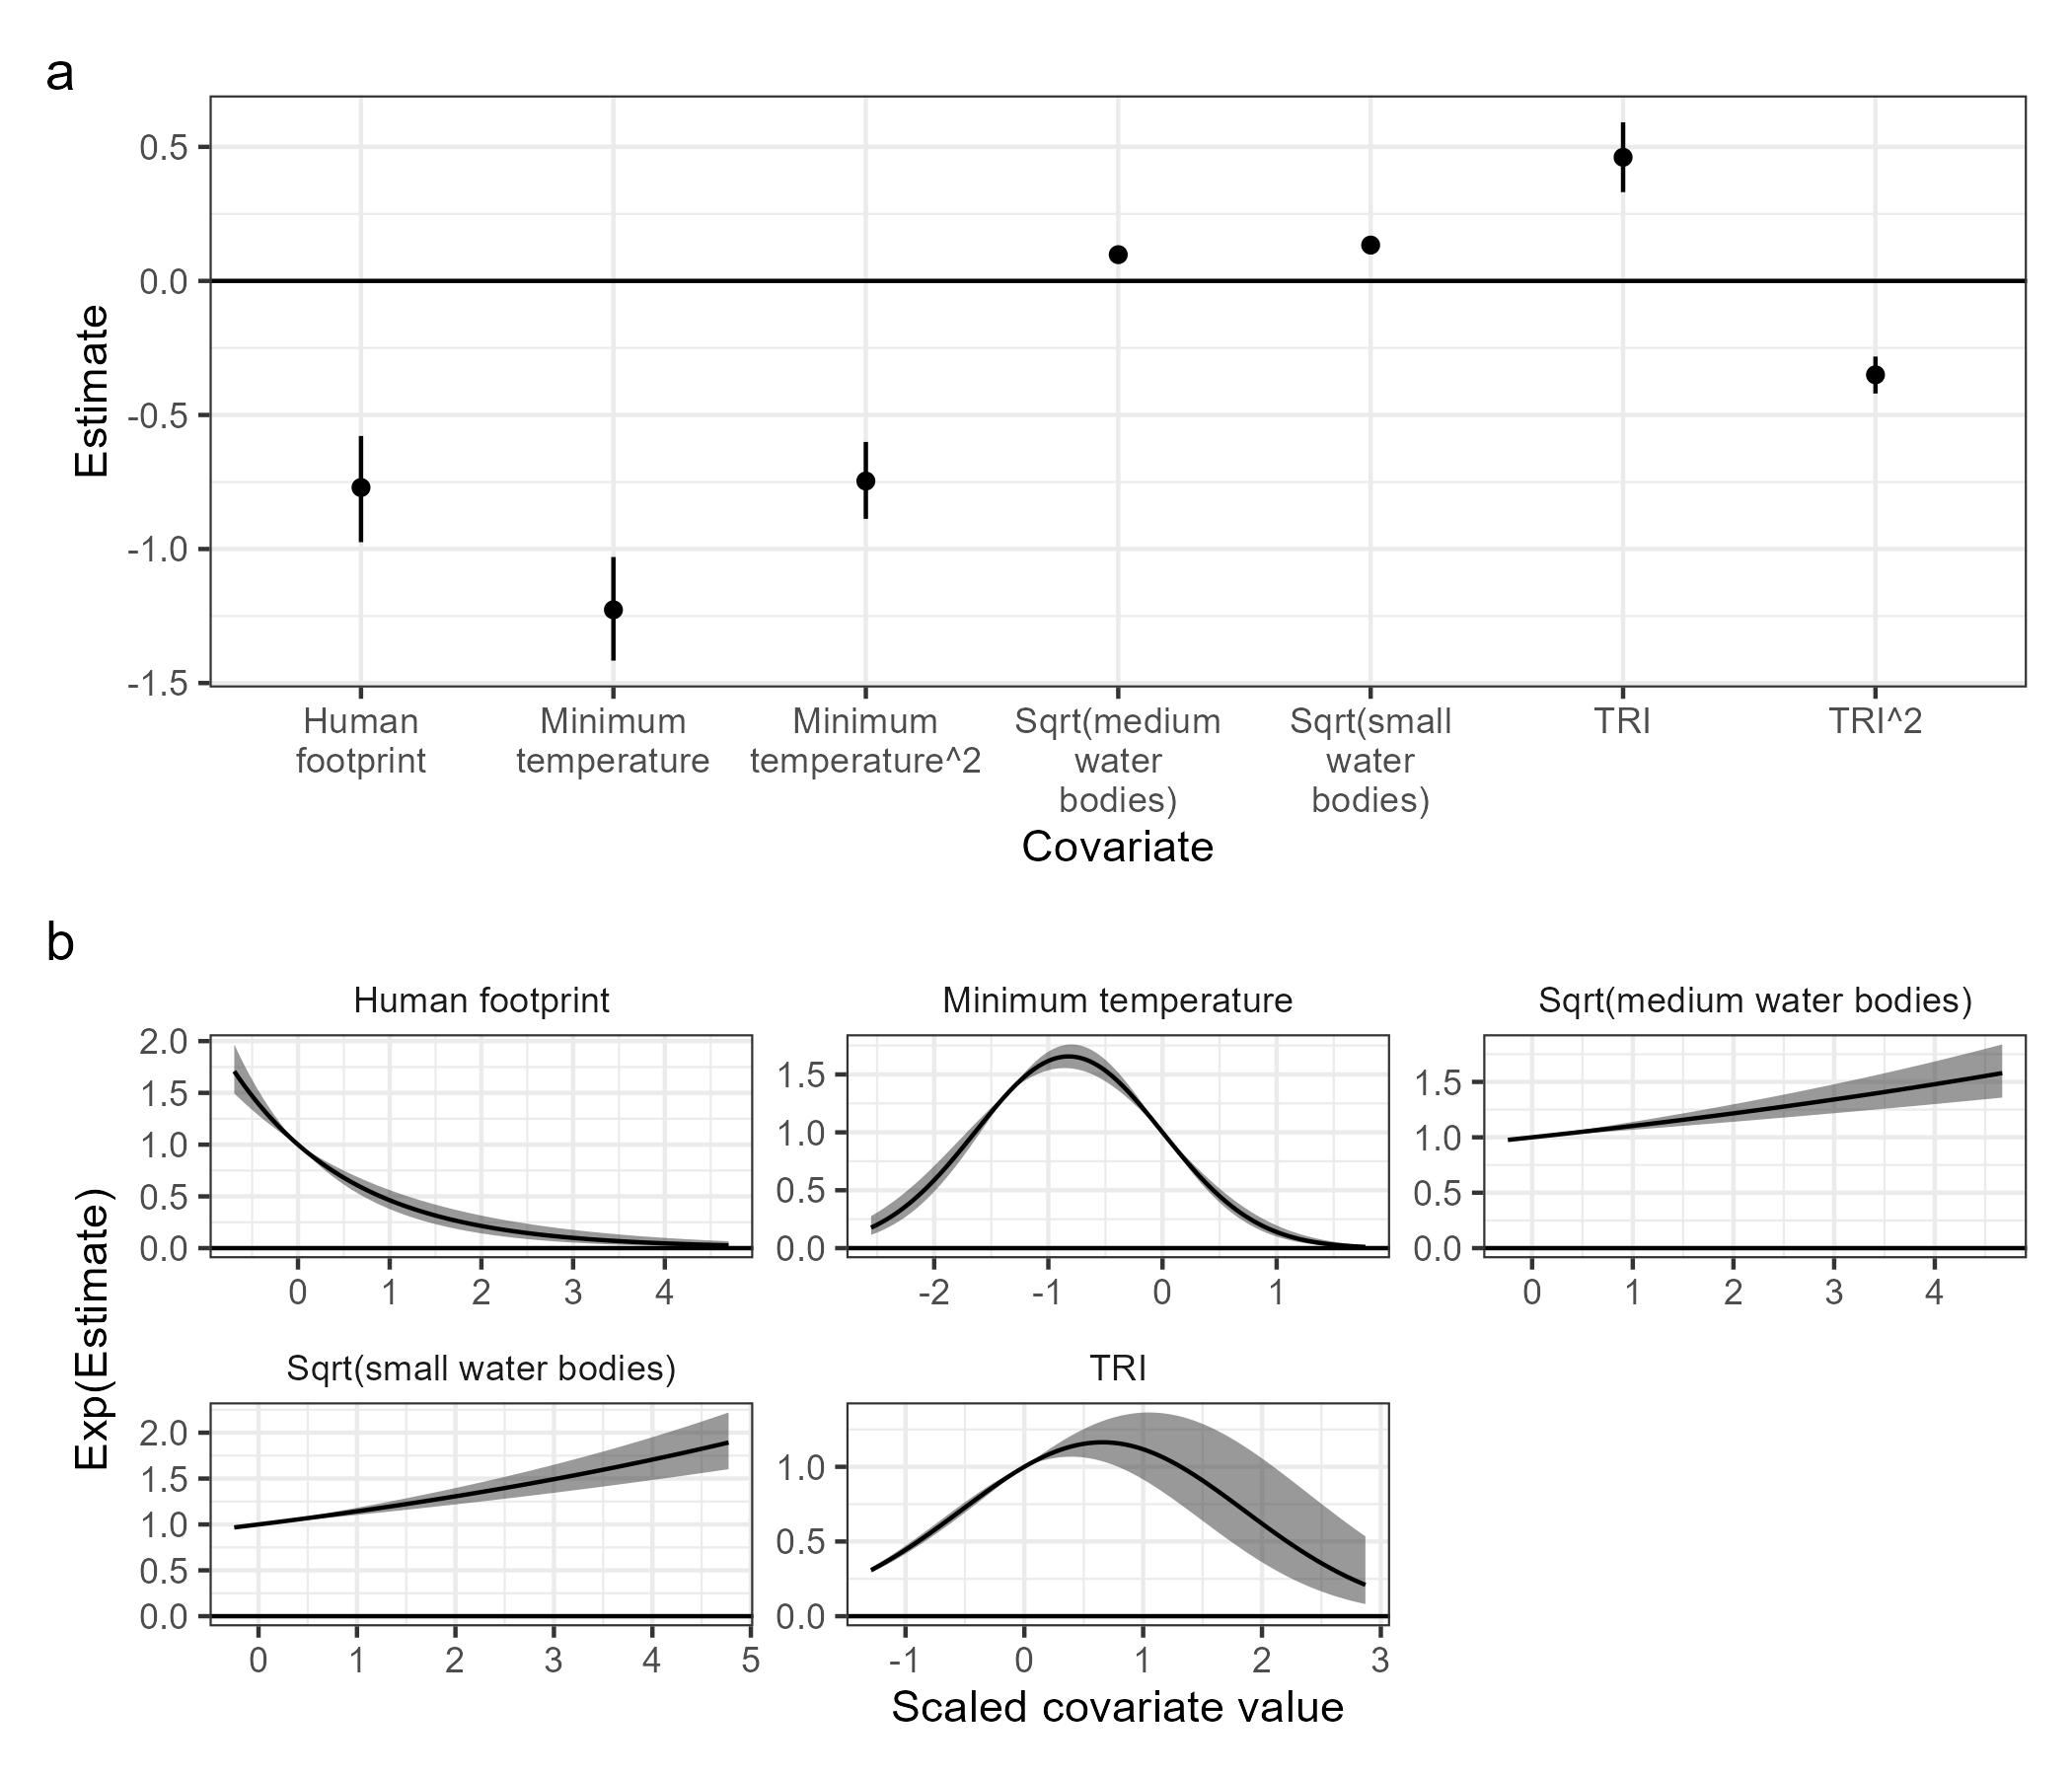 a
Estimate
0.5
0.0
-0.5
-1.0
-1.5
Human
footprint
Minimum
temperature
Minimum
temperature^2
Sqrt(medium
water
bodies)
Sqrt(small
water
bodies)
TRI
TRI^2
Covariate
b
Exp(Estimate)
Human footprint
2.0
1.5
1.0
0.5
0.0
0 1 2 3 4
Minimum temperature
1.5
1.0
0.5
0.0
-2 -1 0 1
Sqrt(medium water bodies)
1.5
1.0
0.5
0.0
0 1 2 3 4
Sqrt(small water bodies)
2.0
1.5
1.0
0.5
0.0
0 1 2 3 4 5
TRI
1.0
0.5
0.0
-1 0 1 2 3
Scaled covariate value